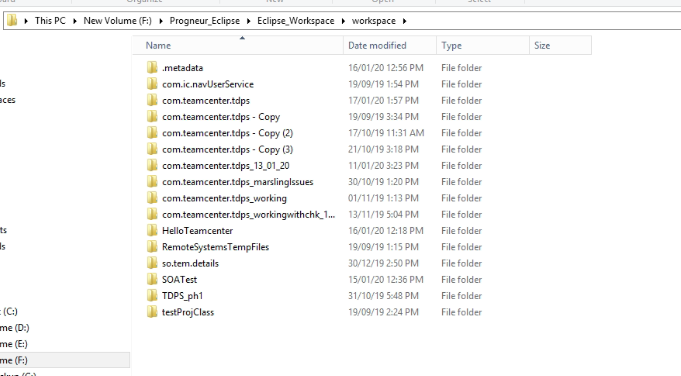 Organize New Select
This PC New Volume (F:) Progneur_Eclipse Eclipse_Workspace workspace
Name Date modified Type Size
.metadata 16/01/20 12:56 PM File folder
com.ic.navUserService 19/09/19 1:54 PM File folder
com.teamcenter.tdps 17/01/20 1:57 PM File folder
com.teamcenter.tdps - Copy 19/09/19 3:34 PM File folder
com.teamcenter.tdps - Copy (2) 17/10/19 11:31 AM File folder
com.teamcenter.tdps - Copy (3) 21/10/19 3:18 PM File folder
com.teamcenter.tdps_13_01_20 11/01/20 3:23 PM File folder
com.teamcenter.tdps_marslingIssues 30/10/19 1:20 PM File folder
com.teamcenter.tdps_working 01/11/19 1:13 PM File folder
com.teamcenter.tdps_workingwithchk_1... 13/11/19 5:04 PM File folder
HelloTeamcenter 16/01/20 12:18 PM File folder
RemoteSystemsTempFiles 19/09/19 1:15 PM File folder
so.tem.details 30/12/19 2:50 PM File folder
SOATest 15/01/20 12:36 PM File folder
TDPS_ph1 31/10/19 5:48 PM File folder
testProjClass 19/09/19 2:24 PM File folder
(C:)
me (D:)
me (E:)
me (F:)